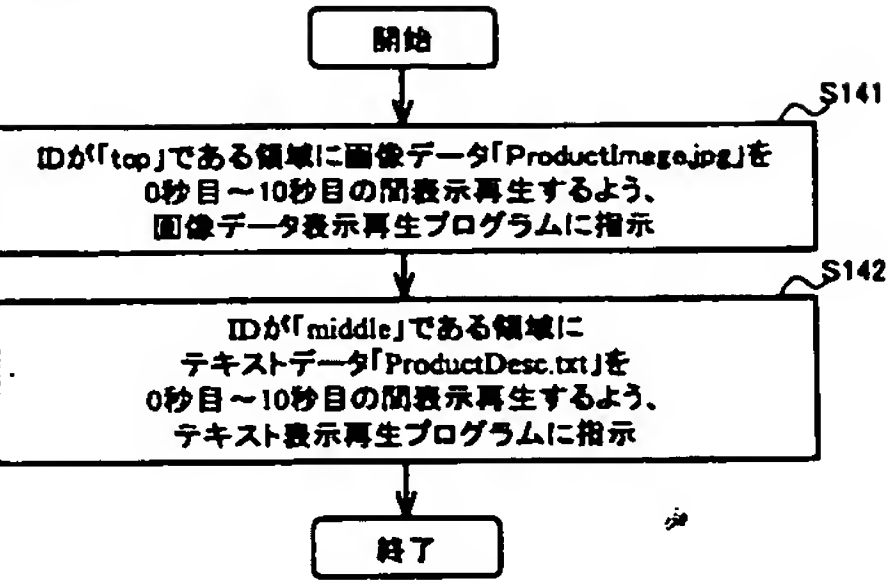 開始
S141
IDが「top」である領域に画像データ「ProductImage.jpg」を
0秒目～10秒目の間表示再生するよう、
画像データ表示再生プログラムに指示
S142
IDが「middle」である領域に
テキストデータ「ProductDesc.txt」を
0秒目～10秒目の間表示再生するよう、
テキスト表示再生プログラムに指示
終了